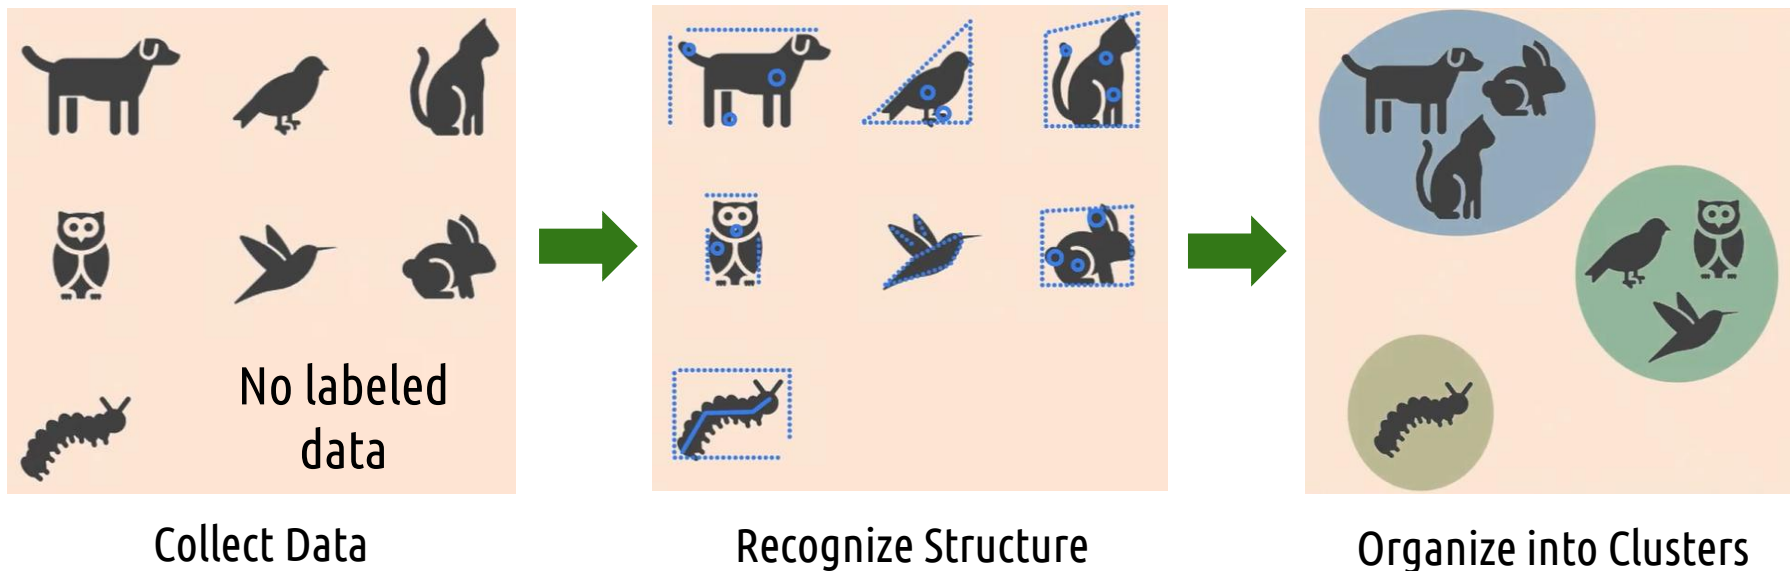 No labeled
data
Collect Data
Recognize Structure
Organize into Clusters